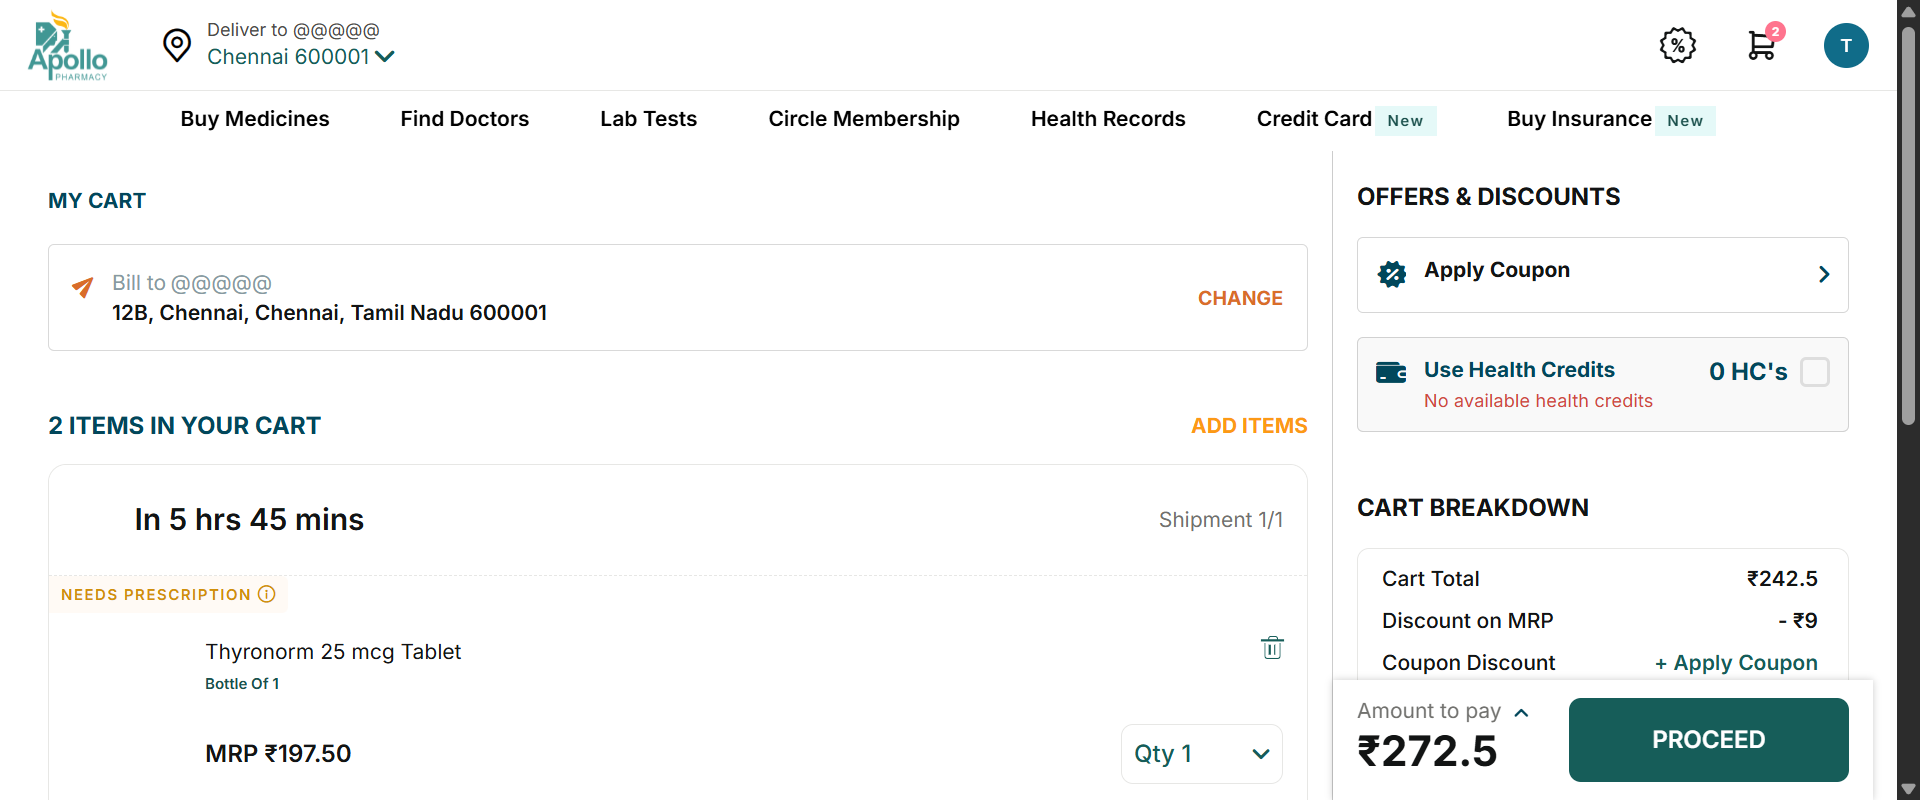 Apollo
PHARMACY
Deliver to @@@@@
Chennai 600001
%
2
T
Buy Medicines
Find Doctors
Lab Tests
Circle Membership
Health Records
Credit Card New
Buy Insurance New
MY CART
Bill to @@@@@
12B, Chennai, Chennai, Tamil Nadu 600001
CHANGE
2 ITEMS IN YOUR CART
ADD ITEMS
In 5 hrs 45 mins
Shipment 1/1
NEEDS PRESCRIPTION
Thyronorm 25 mcg Tablet
Bottle Of 1
MRP ₹197.50
Qty 1
OFFERS & DISCOUNTS
Apply Coupon
Use Health Credits
0 HC's
No available health credits
CART BREAKDOWN
Cart Total ₹242.5
Discount on MRP - ₹9
Coupon Discount + Apply Coupon
Amount to pay
₹272.5
PROCEED